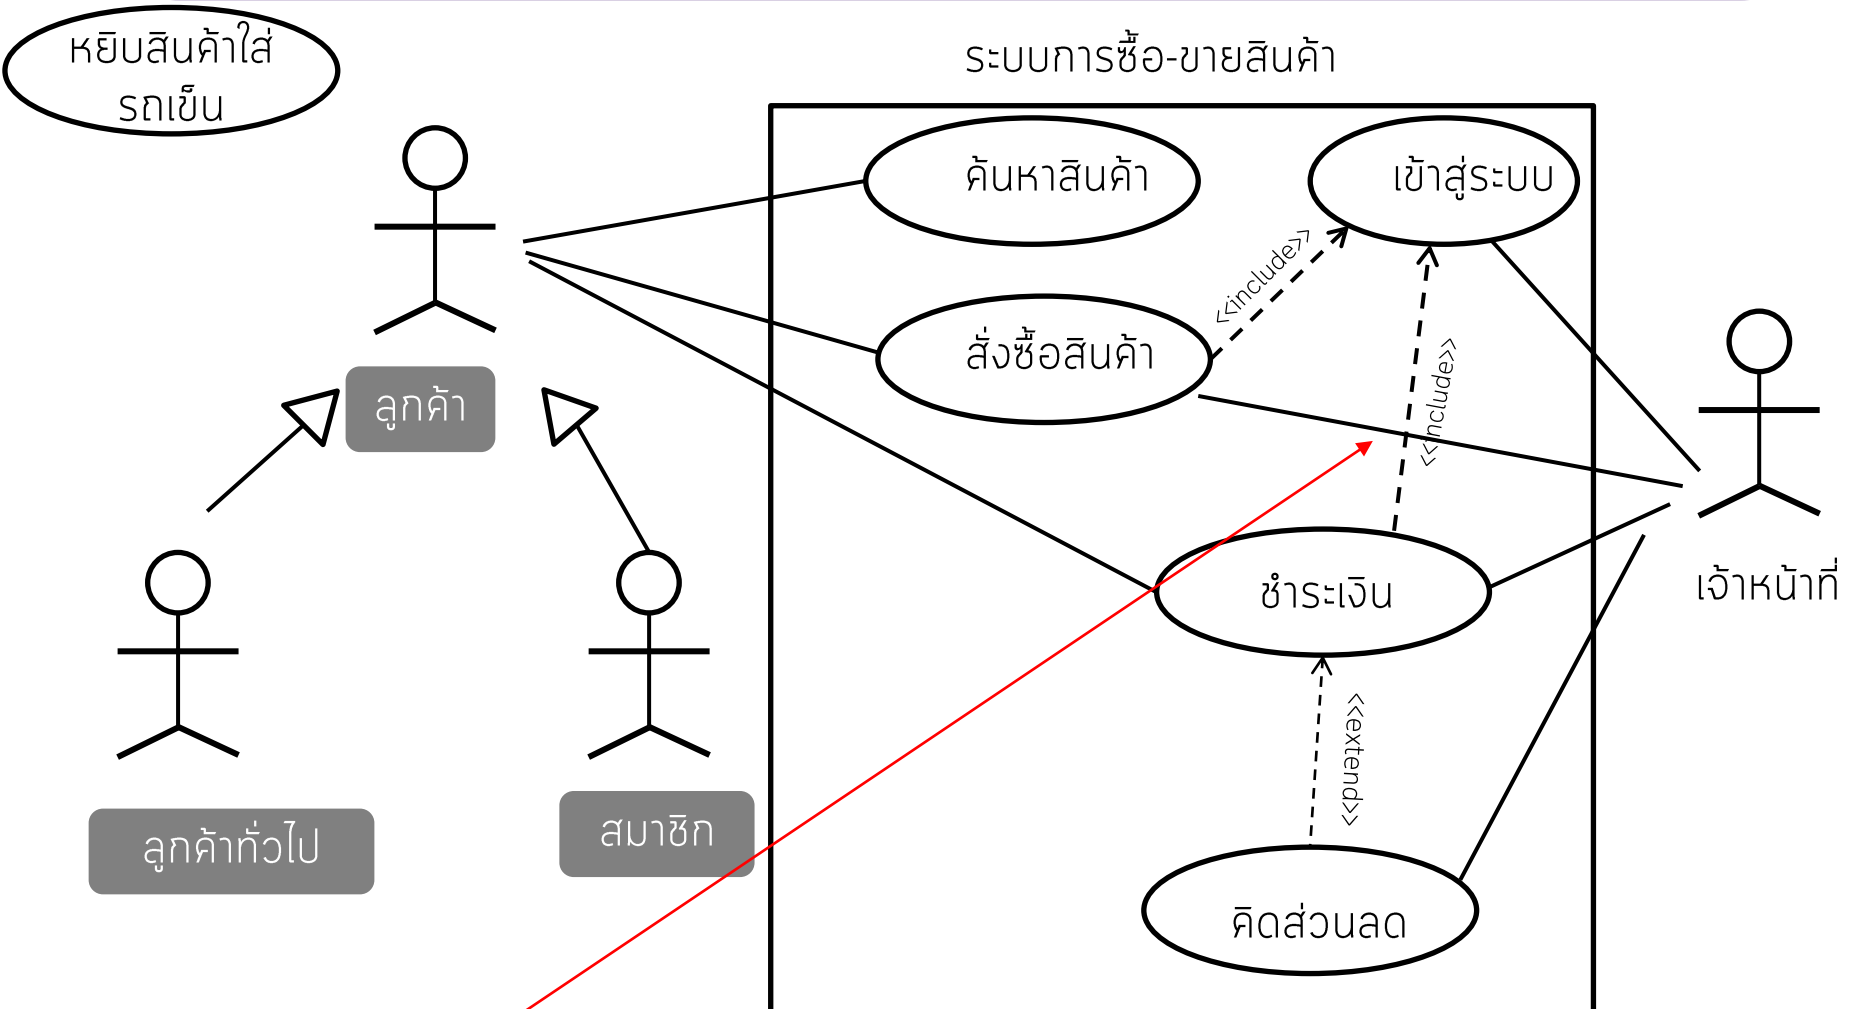 หยิบสินค้าใส่
รถเข็น
ระบบการซื้อ-ขายสินค้า
ค้นหาสินค้า
เข้าสู่ระบบ
<<include>>
สั่งซื้อสินค้า
<<include>>
ลูกค้า
ชำระเงิน
เจ้าหน้าที่
<<extend>>
สมาชิก
ลูกค้าทั่วไป
คิดส่วนลด